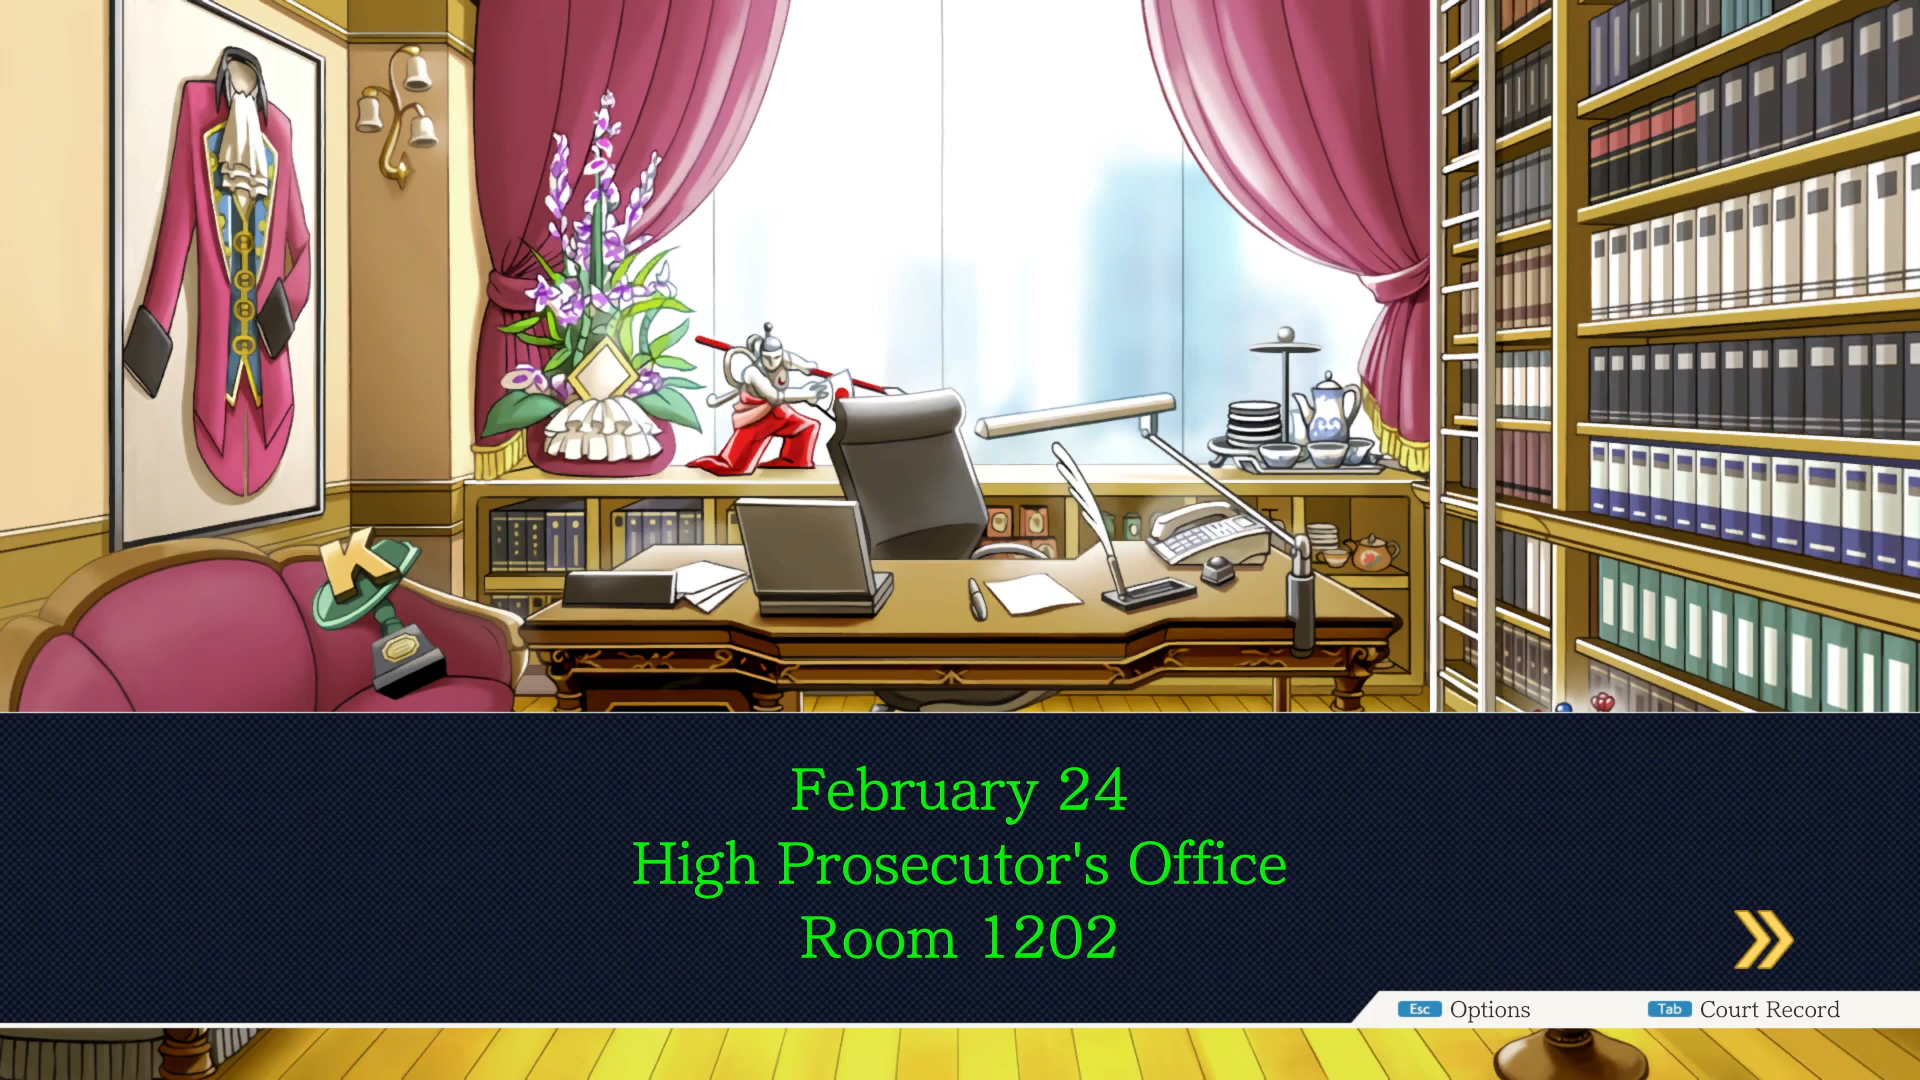 K
February 24
High Prosecutor's Office
Room 1202
Esc Options
Tab Court Record